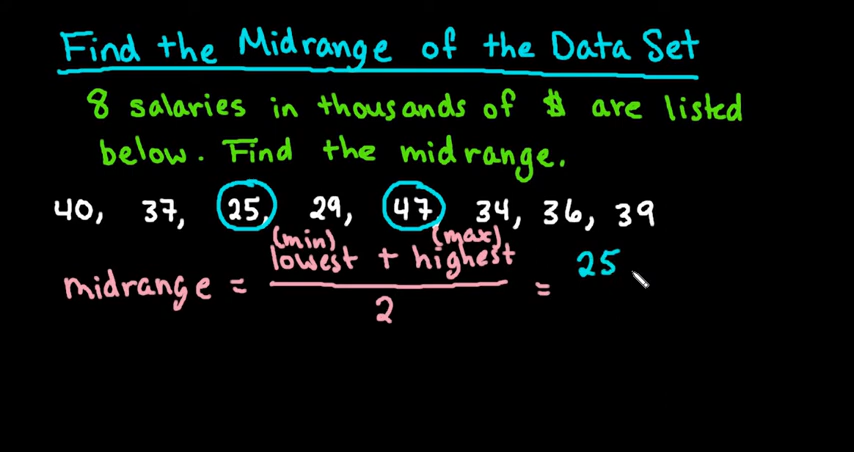 Find the Midrange of the Data Set
8 salaries in thousands of $ are listed
below. Find the midrange.
40, 37, 25, 29, 47, 34, 36, 39
(min) (max)
midrange = lowest + highest / 2 = 25